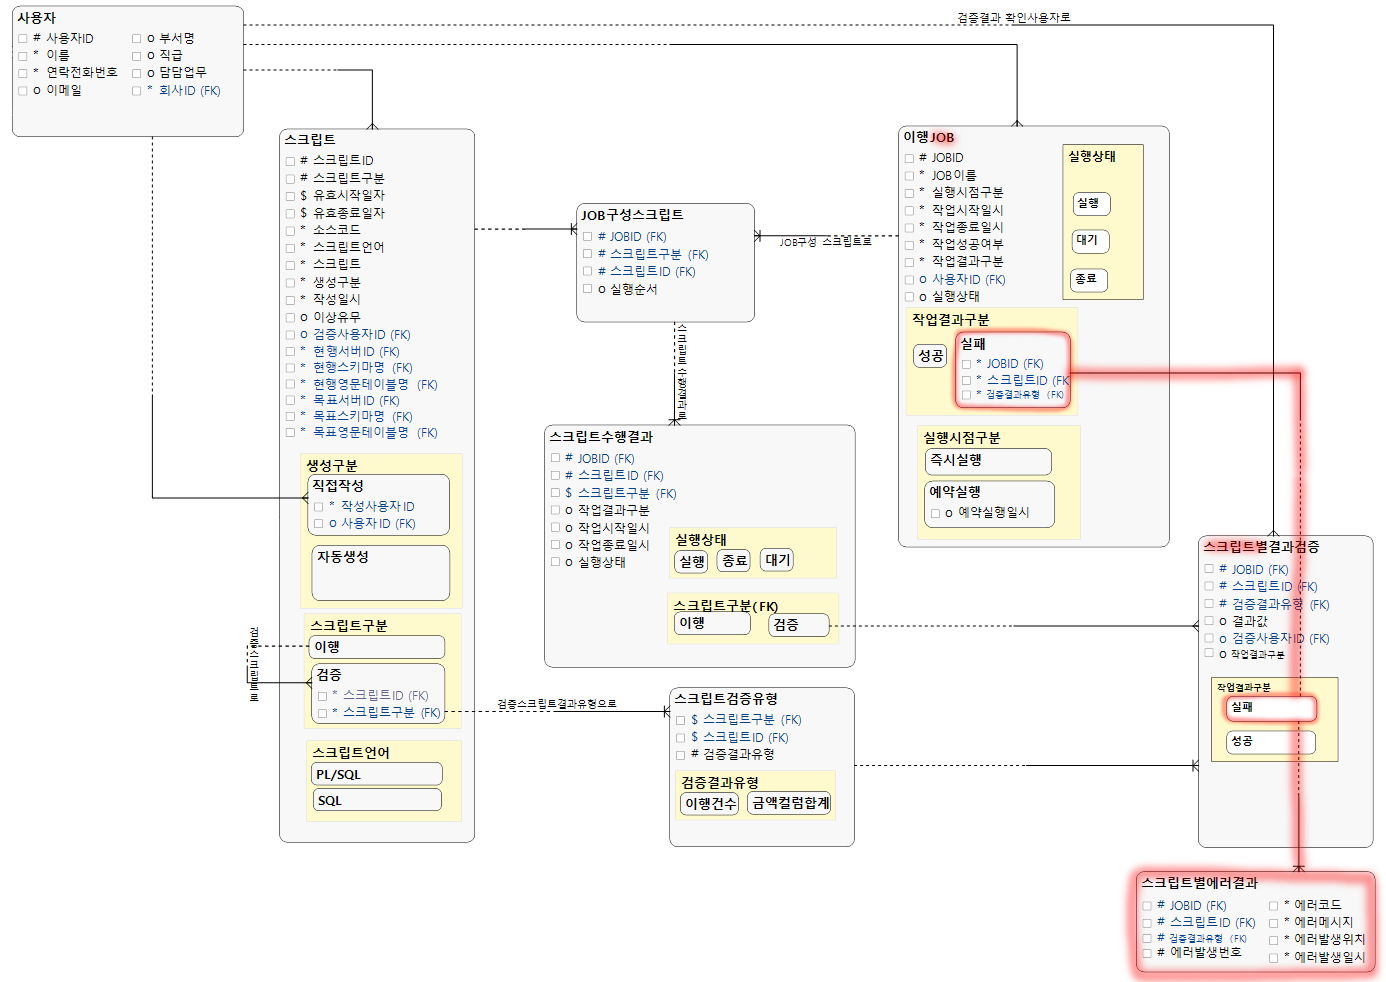 사용자
# 사용자ID
* 이름
* 연락전화번호
o 이메일
o 부서명
o 직급
o 담담업무
* 회사ID (FK)
검증결과 확인사용자로
스크립트
# 스크립트ID
# 스크립트구분
$ 유효시작일자
$ 유효종료일자
* 소스코드
* 스크립트언어
* 스크립트
* 생성구분
* 작성일시
o 이상유무
o 검증사용자ID (FK)
* 현행서버ID (FK)
* 현행스키마명 (FK)
* 현행영문테이블명 (FK)
* 목표서버ID (FK)
* 목표스키마명 (FK)
* 목표영문테이블명 (FK)
생성구분
직접작성
* 작성사용자ID
o 사용자ID (FK)
자동생성
스크립트구분
이행
검증
* 스크립트ID (FK)
* 스크립트구분 (FK)
스크립트언어
PL/SQL
SQL
검증스크립트로
JOB구성스크립트
# JOBID (FK)
# 스크립트구분 (FK)
# 스크립트ID (FK)
o 실행순서
JOB구성 스크립트로
스크립트수행결과로
이행JOB
# JOBID
* JOB이름
* 실행시점구분
* 작업시작일시
* 작업종료일시
* 작업성공여부
* 작업결과구분
o 사용자ID (FK)
o 실행상태
실행상태
실행
대기
종료
작업결과구분
성공
실패
* JOBID (FK)
* 스크립트ID (FK
* 검증결과유형 (FK)
실행시점구분
즉시실행
예약실행
o 예약실행일시
스크립트수행결과
# JOBID (FK)
# 스크립트ID (FK)
$ 스크립트구분 (FK)
o 작업결과구분
o 작업시작일시
o 작업종료일시
o 실행상태
실행상태
실행
종료
대기
스크립트구분(FK)
이행
검증
검증스크립트결과유형으로
스크립트검증유형
$ 스크립트구분 (FK)
$ 스크립트ID (FK)
# 검증결과유형
검증결과유형
이행건수
금액컬럼합계
스크립트별결과검증
# JOBID (FK)
# 스크립트ID (FK)
# 검증결과유형 (FK)
o 결과값
o 검증사용자ID (FK)
o 작업결과구분
작업결과구분
실패
성공
스크립트별에러결과
# JOBID (FK)
# 스크립트ID (FK)
# 검증결과유형 (FK)
# 에러발생번호
* 에러코드
* 에러메시지
* 에러발생위치
* 에러발생일시